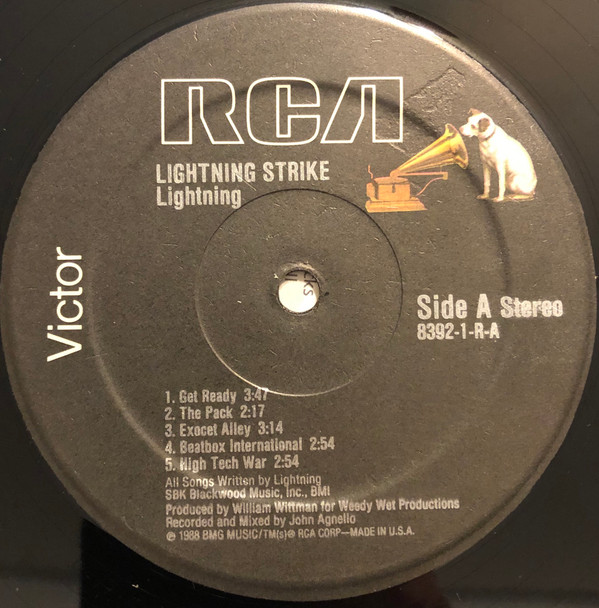 RCA
LIGHTNING STRIKE
Lightning
Victor
Side A Stereo
8392-1-R-A
1. Get Ready 3:47
2. The Pack 2:17
3. Exocet Alley 3:14
4. Beatbox International 2:54
5. High Tech War 2:54
All Songs Written by Lightning
SBK Blackwood Music, Inc., BMI
Produced by William Wittman for Weedy Wet Productions
Recorded and Mixed by John Agnello
℗ 1988 BMG MUSIC/TM(s)® RCA CORP—MADE IN U.S.A.